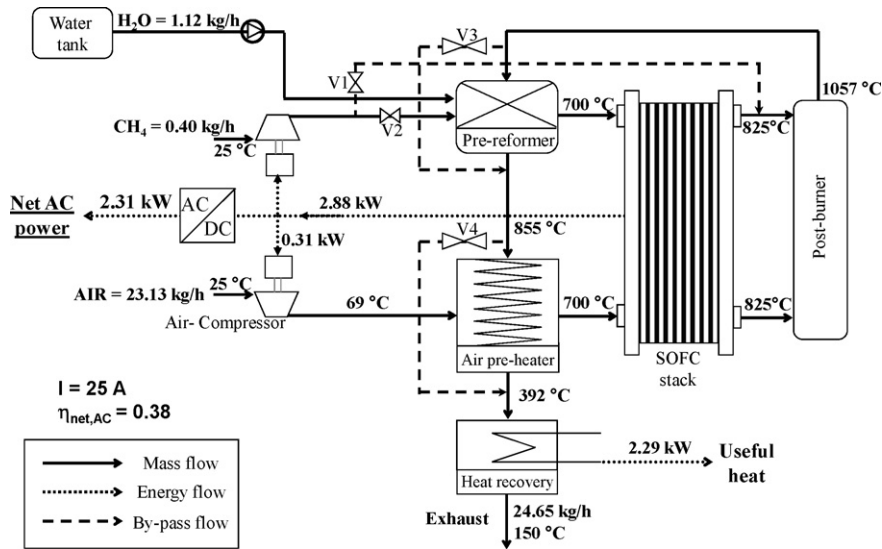 Water
tank
H₂O = 1.12 kg/h
V3
V1
1057 °C
CH₄ = 0.40 kg/h
25 °C
V2
Pre-reformer
700 °C
825°C
Net AC
power
2.31 kW
AC
DC
2.88 kW
0.31 kW
855 °C
V4
Post-burner
AIR = 23.13 kg/h
25 °C
Air- Compressor
69 °C
Air pre-heater
700 °C
825°C
SOFC
stack
392 °C
I = 25 A
ηnet,AC = 0.38
Mass flow
Energy flow
By-pass flow
Heat recovery
2.29 kW
Useful
heat
Exhaust
24.65 kg/h
150 °C